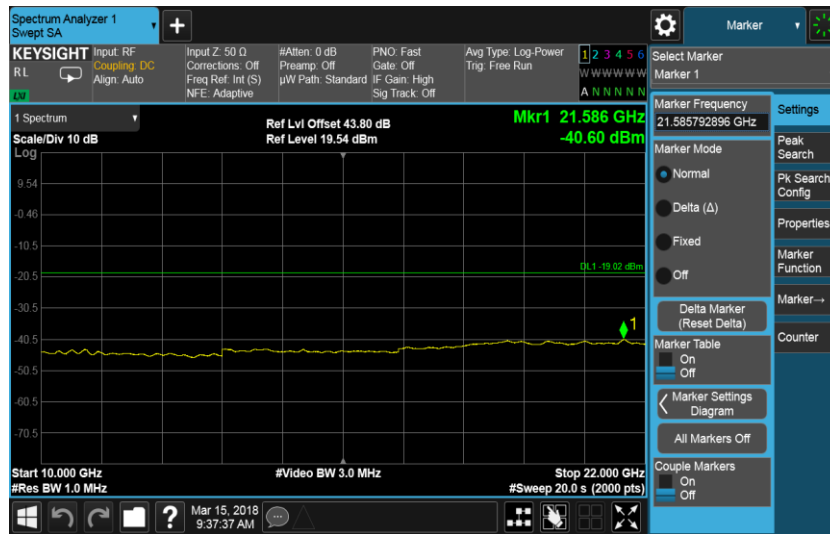 Spectrum Analyzer 1
Swept SA
Marker
KEYSIGHT
RL
LXI
Input: RF
Coupling: DC
Align: Auto
Input Z: 50 Ω
Corrections: Off
Freq Ref: Int (S)
NFE: Adaptive
#Atten: 0 dB
Preamp: Off
µW Path: Standard
PNO: Fast
Gate: Off
IF Gain: High
Sig Track: Off
Avg Type: Log-Power
Trig: Free Run
1 2 3 4 5 6
W W W W W W
A N N N N N
Select Marker
Marker 1
1 Spectrum
Scale/Div 10 dB
Ref Lvl Offset 43.80 dB
Ref Level 19.54 dBm
Mkr1 21.586 GHz
-40.60 dBm
Log
9.54
-0.46
-10.5
-20.5
-30.5
-40.5
-50.5
-60.5
-70.5
DL1 -19.02 dBm
1
Start 10.000 GHz
#Res BW 1.0 MHz
#Video BW 3.0 MHz
Stop 22.000 GHz
#Sweep 20.0 s (2000 pts)
Marker Frequency
21.585792896 GHz
Marker Mode
Normal
Delta (Δ)
Fixed
Off
Delta Marker
(Reset Delta)
Marker Table
On
Off
Marker Settings
Diagram
All Markers Off
Couple Markers
On
Off
Settings
Peak
Search
Pk Search
Config
Properties
Marker
Function
Marker→
Counter
?
Mar 15, 2018
9:37:37 AM